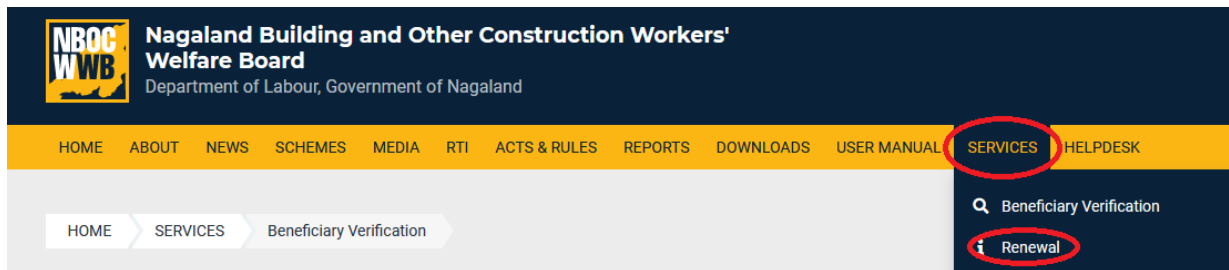 NBOC
WWB
Nagaland Building and Other Construction Workers'
Welfare Board
Department of Labour, Government of Nagaland
HOME ABOUT NEWS SCHEMES MEDIA RTI ACTS & RULES REPORTS DOWNLOADS USER MANUAL SERVICES HELPDESK
Beneficiary Verification
HOME SERVICES Beneficiary Verification
Renewal